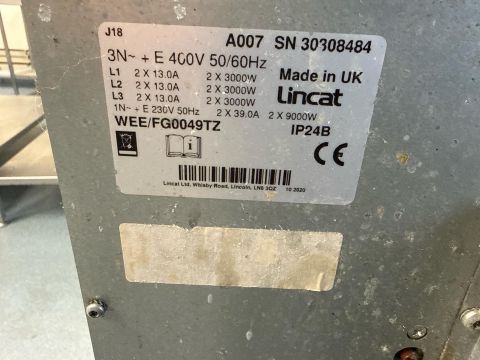 J18
A007 SN 30308484
3N~ + E 400V 50/60Hz
L1 2 X 13.0A 2 X 3000W
L2 2 X 13.0A 2 X 3000W
L3 2 X 13.0A 2 X 3000W
1N~ + E 230V 50Hz 2 X 39.0A 2 X 9000W
Made in UK
Lincat
WEE/FG0049TZ
IP24B
CE
Lincat Ltd, Whisby Road, Lincoln, LN6 3QZ 10 2020